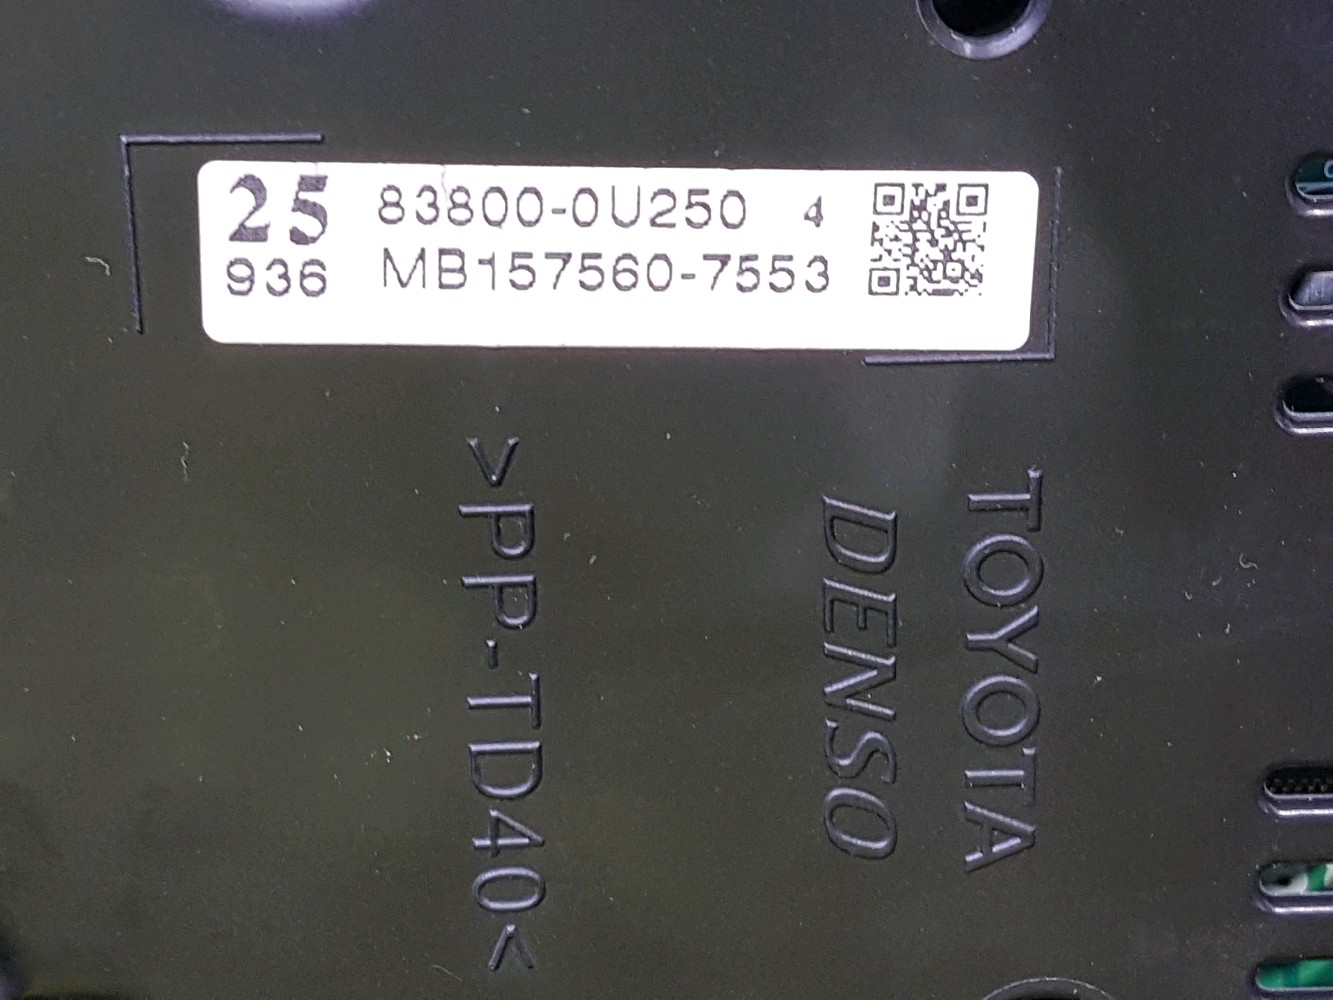 25 83800-0U250 4
936 MB157560-7553
TOYOTA
DENSO
>PP-TD40<